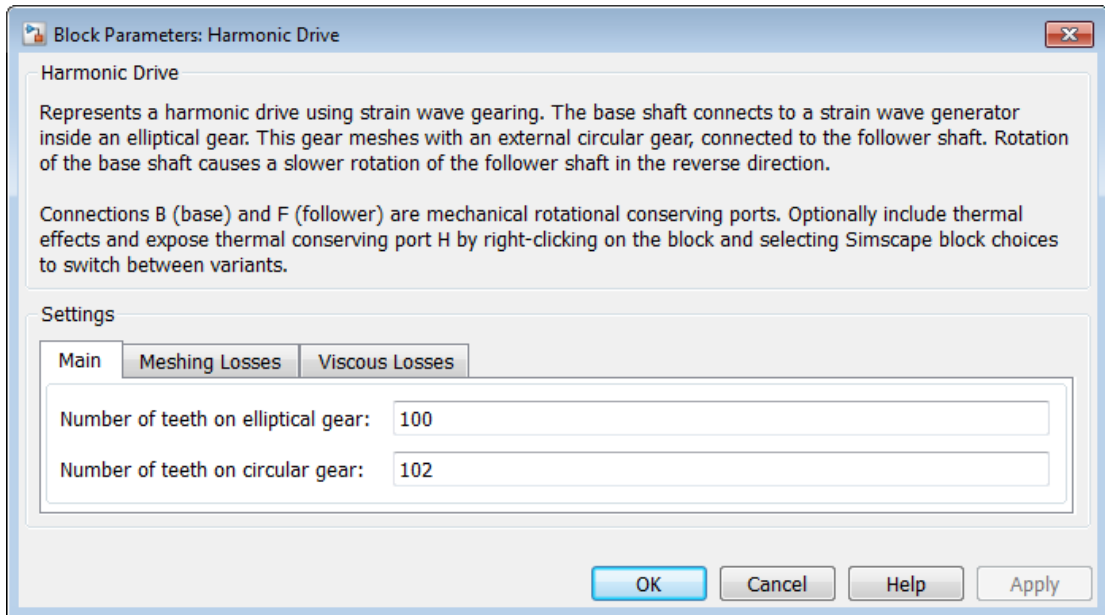 Block Parameters: Harmonic Drive
Harmonic Drive
Represents a harmonic drive using strain wave gearing. The base shaft connects to a strain wave generator
inside an elliptical gear. This gear meshes with an external circular gear, connected to the follower shaft. Rotation
of the base shaft causes a slower rotation of the follower shaft in the reverse direction.
Connections B (base) and F (follower) are mechanical rotational conserving ports. Optionally include thermal
effects and expose thermal conserving port H by right-clicking on the block and selecting Simscape block choices
to switch between variants.
Settings
Main Meshing Losses Viscous Losses
Number of teeth on elliptical gear: 100
Number of teeth on circular gear: 102
OK Cancel Help Apply